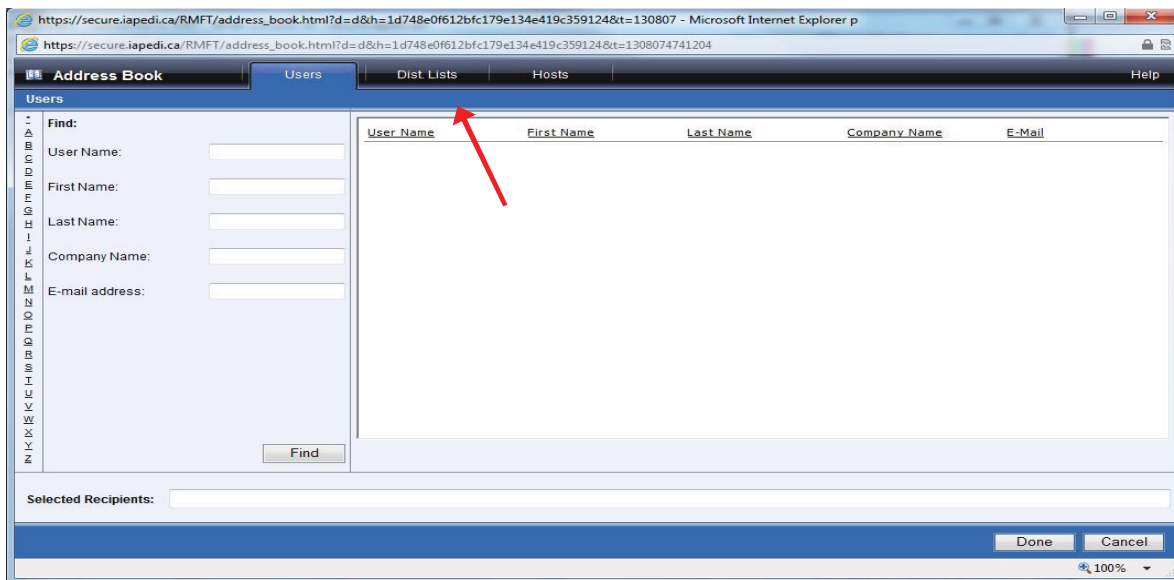 https://secure.iapedi.ca/RMFT/address_book.html?d=d&h=1d748e0f612bfc179e134e419c359124&t=130807 - Microsoft Internet Explorer p
https://secure.iapedi.ca/RMFT/address_book.html?d=d&h=1d748e0f612bfc179e134e419c359124&t=1308074741204
Address Book Users Dist. Lists Hosts Help
Users
Find:
User Name:
First Name:
Last Name:
Company Name:
E-mail address:
Find
*
A
B
C
D
E
F
G
H
I
J
K
L
M
N
O
P
Q
R
S
T
U
V
W
X
Y
Z
User Name First Name Last Name Company Name E-Mail
Selected Recipients:
Done Cancel
100%